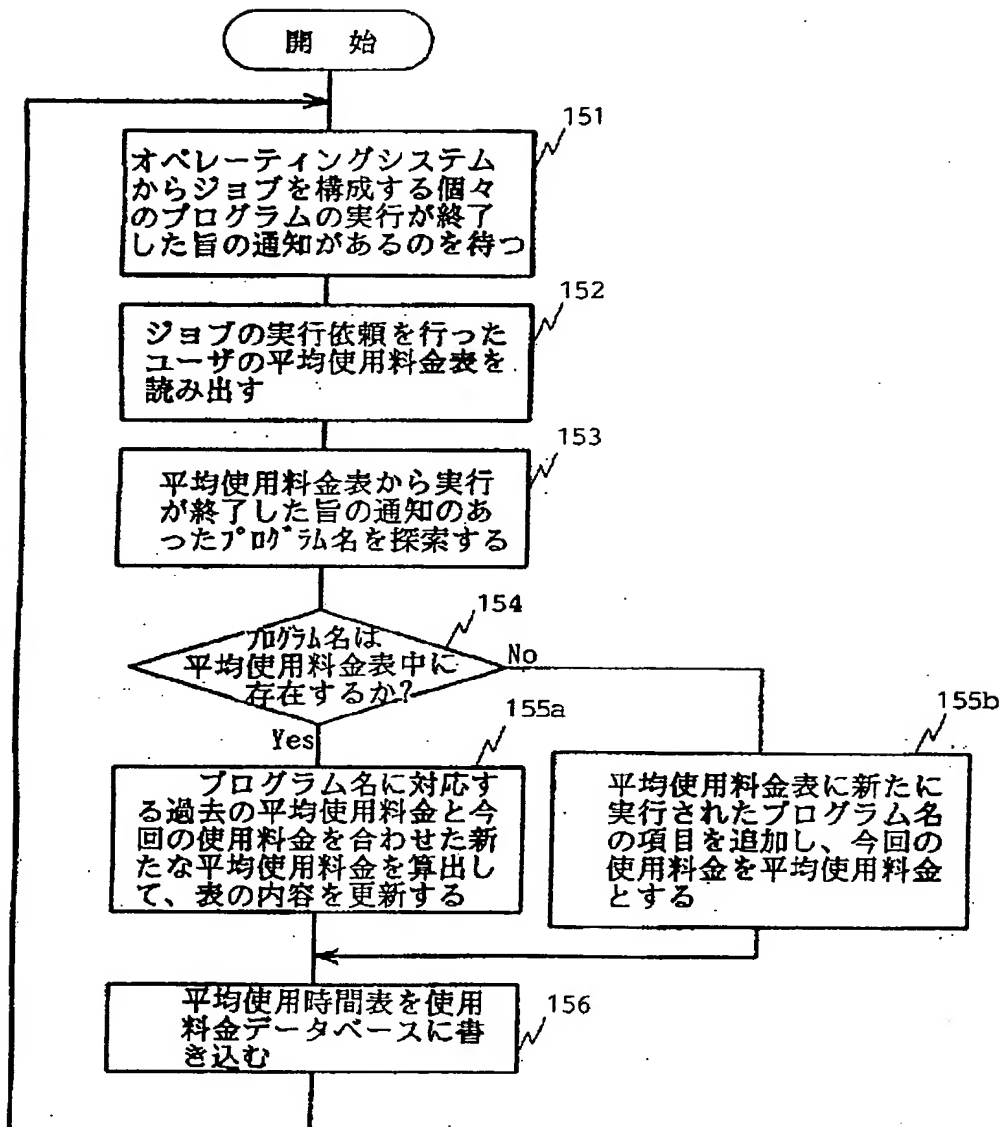 開 始
151
オペレーティングシステム
からジョブを構成する個々
のプログラムの実行が終了
した旨の通知があるのを待つ
152
ジョブの実行依頼を行った
ユーザの平均使用料金表を
読み出す
153
平均使用料金表から実行
が終了した旨の通知のあ
ったプログラム名を探索する
154
プログラム名は
平均使用料金表中に
存在するか?
No
Yes
155a
プログラム名に対応す
る過去の平均使用料金と今
回の使用料金を合わせた新
たな平均使用料金を算出し
て、表の内容を更新する
155b
平均使用料金表に新たに
実行されたプログラム名
の項目を追加し、今回の
使用料金を平均使用料金
とする
156
平均使用時間表を使用
料金データベースに書
き込む